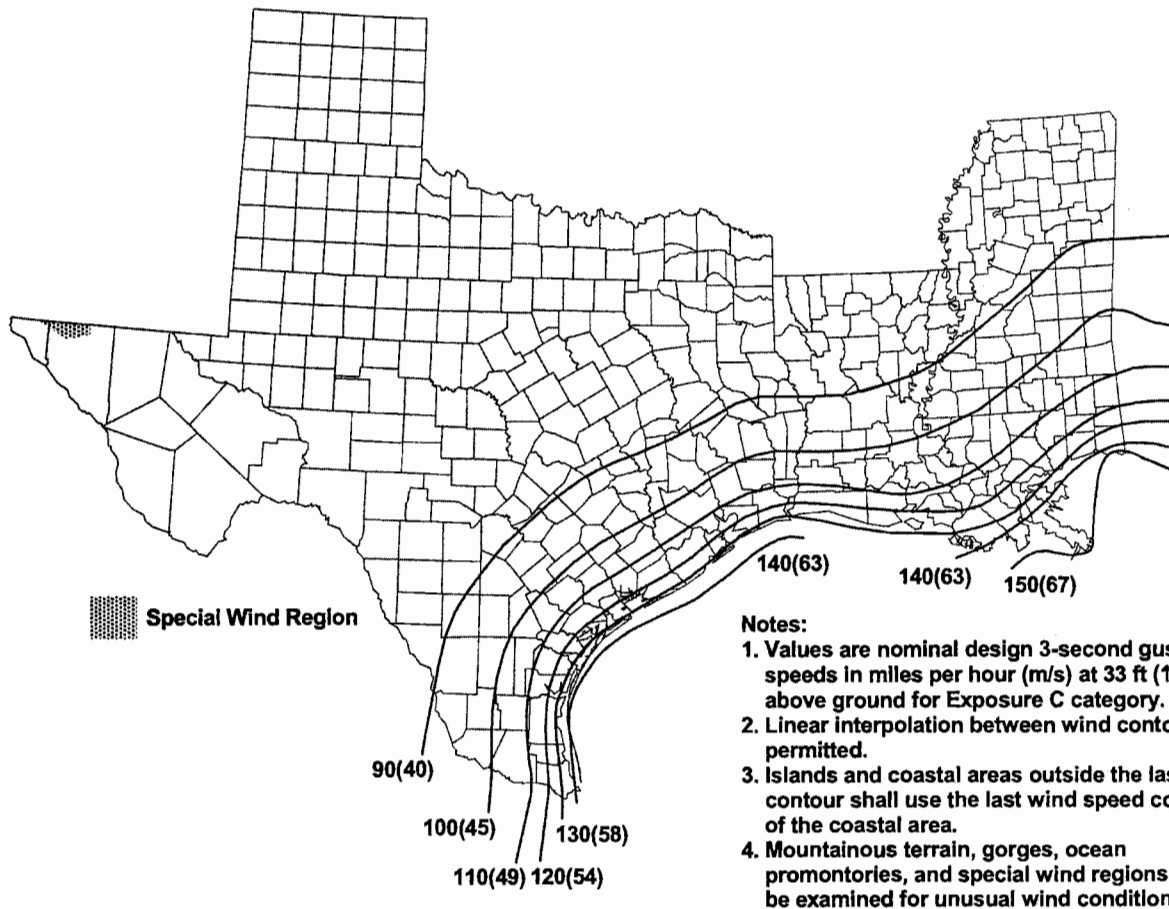 140(63)
140(63)
150(67)
Special Wind Region
90(40)
100(45)
130(58)
110(49)
120(54)
Notes:
1. Values are nominal design 3-second gus
speeds in miles per hour (m/s) at 33 ft (1
above ground for Exposure C category.
2. Linear interpolation between wind conto
permitted.
3. Islands and coastal areas outside the las
contour shall use the last wind speed co
of the coastal area.
4. Mountainous terrain, gorges, ocean
promontories, and special wind regions
be examined for unusual wind condition